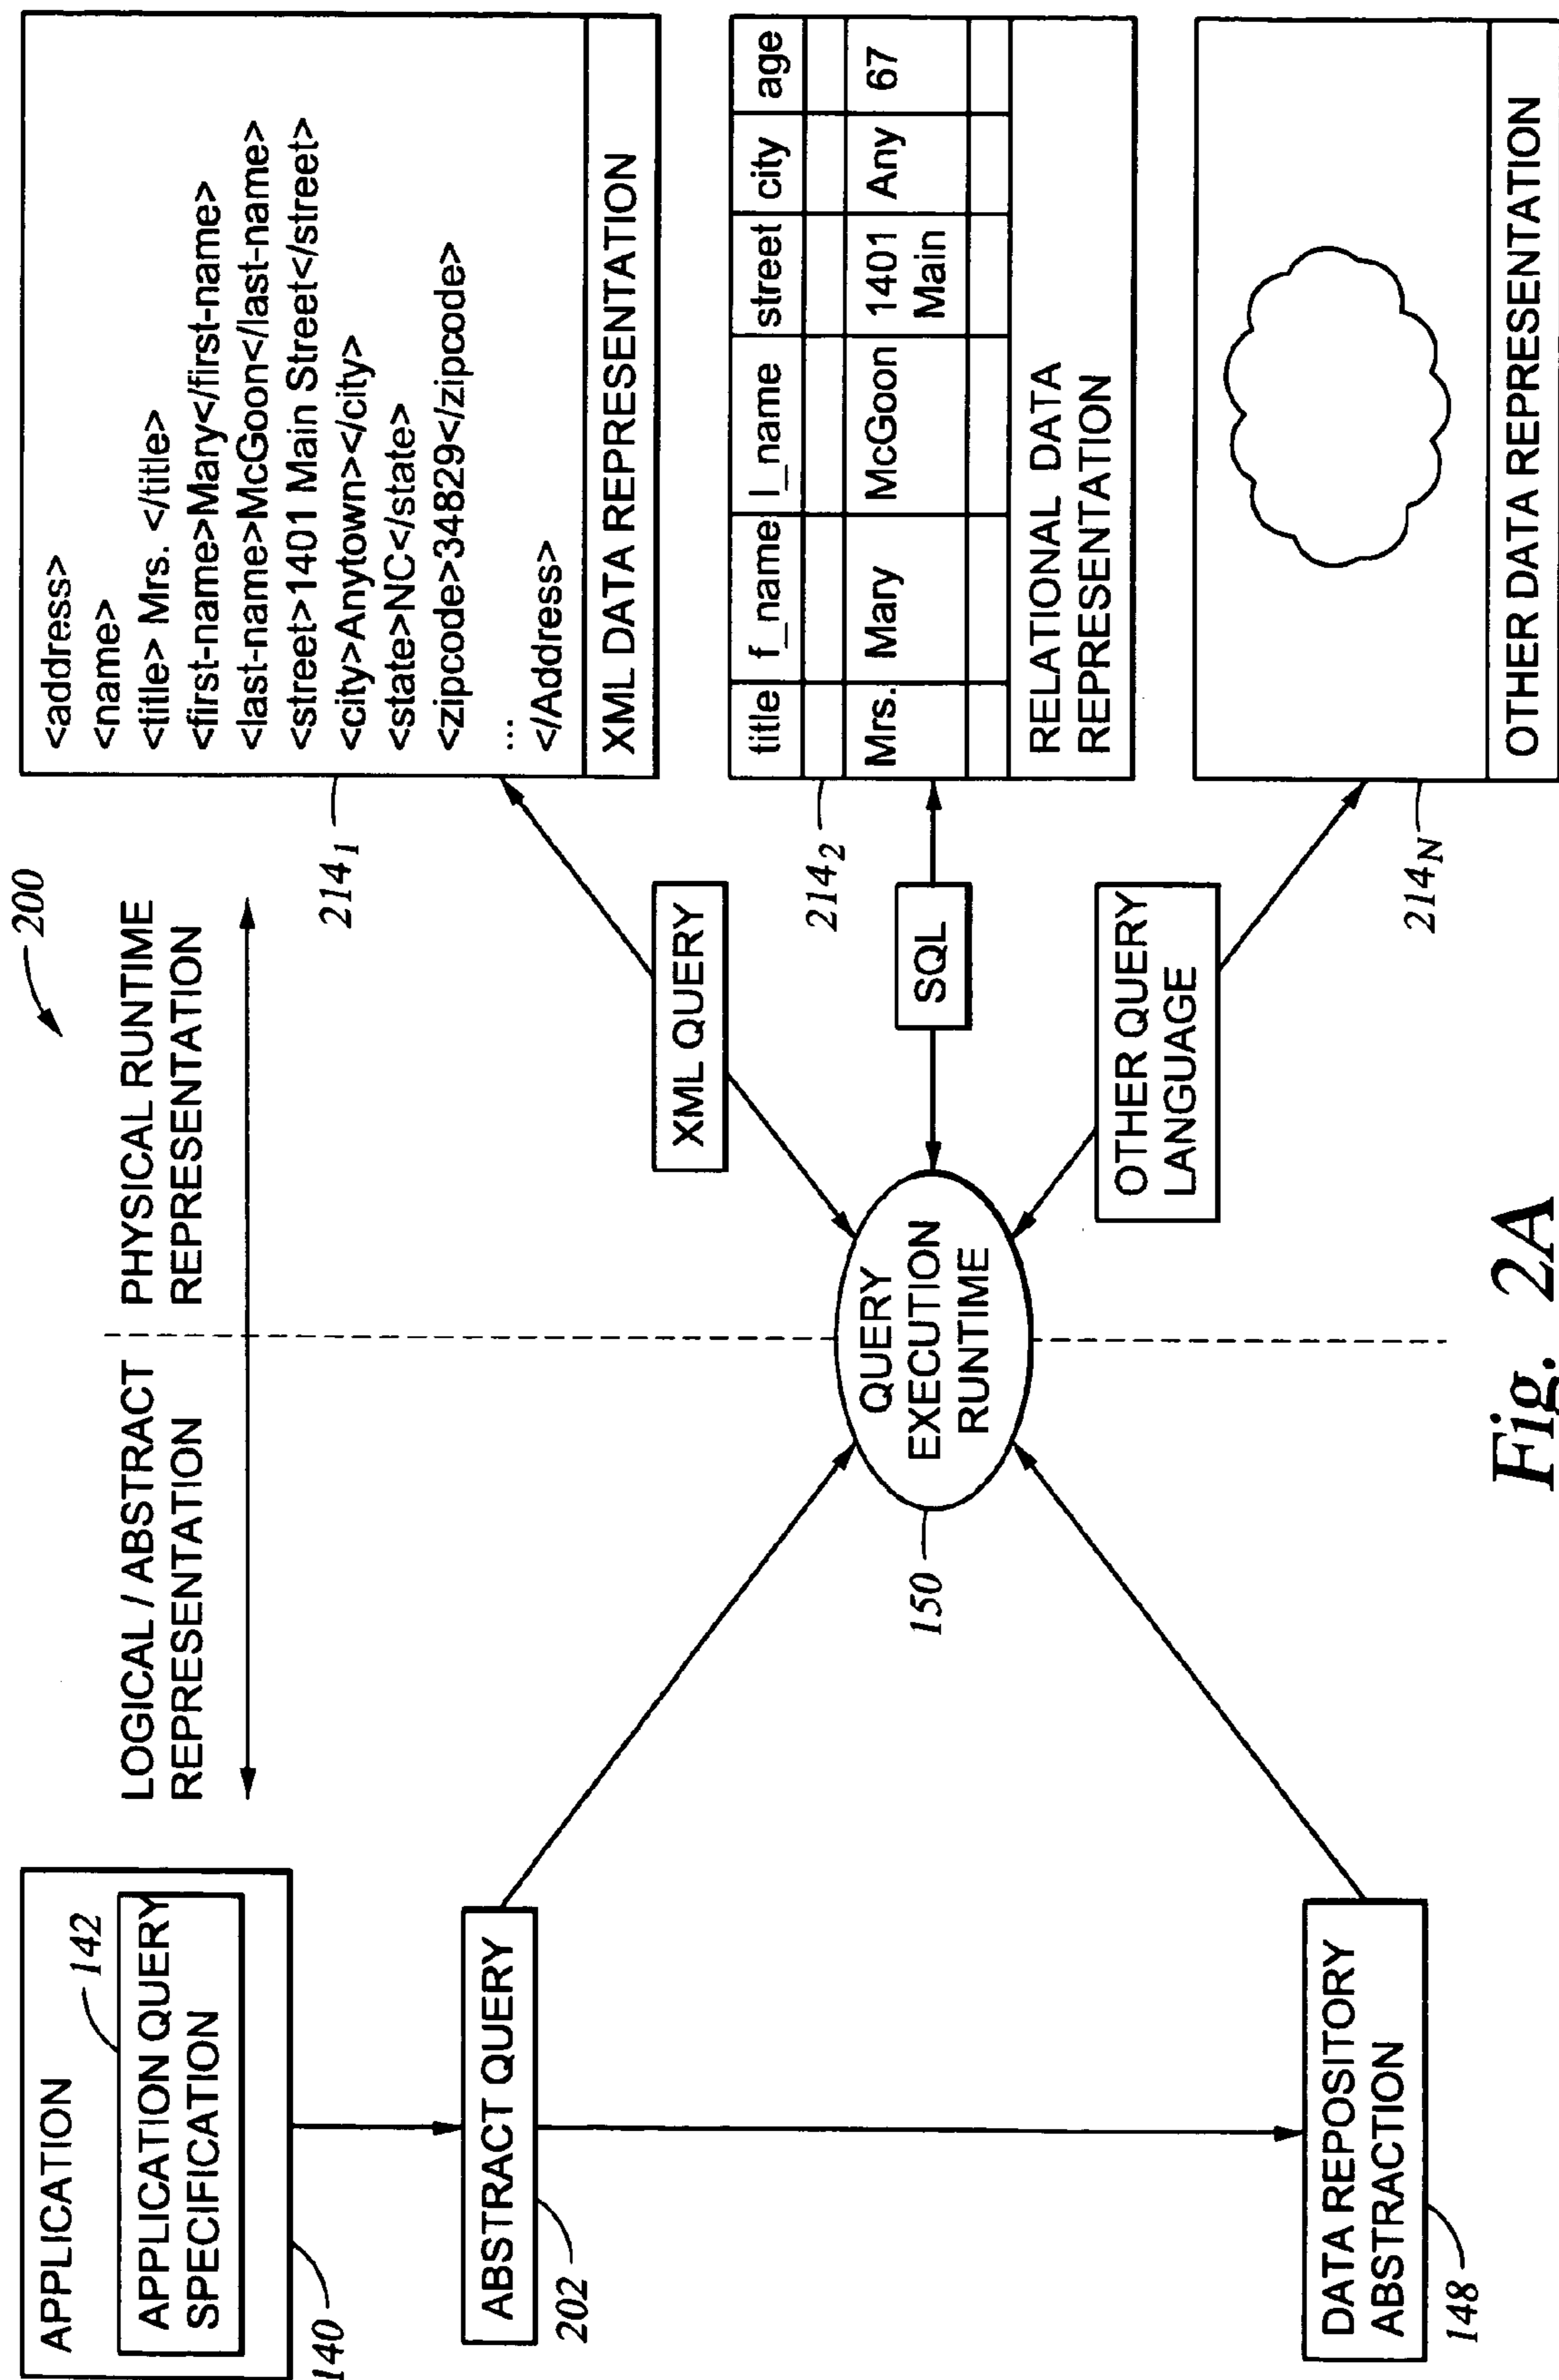 200
LOGICAL / ABSTRACT
REPRESENTATION
PHYSICAL RUNTIME
REPRESENTATION
APPLICATION
142
APPLICATION QUERY
SPECIFICATION
140
ABSTRACT QUERY
202
DATA REPOSITORY
ABSTRACTION
148
QUERY
EXECUTION
RUNTIME
150
XML QUERY
SQL
OTHER QUERY
LANGUAGE
<address>
<name>
<title> Mrs. </title>
<first-name>Mary</first-name>
<last-name>McGoon</last-name>
<street>1401 Main Street</street>
<city>Anytown></city>
<state>NC</state>
<zipcode>34829</zipcode>
...
</Address>
XML DATA REPRESENTATION
214₁
title f_name l_name street city age
Mrs. Mary McGoon 1401 Any 67
Main
RELATIONAL DATA
REPRESENTATION
214₂
OTHER DATA REPRESENTATION
214N
Fig. 2A